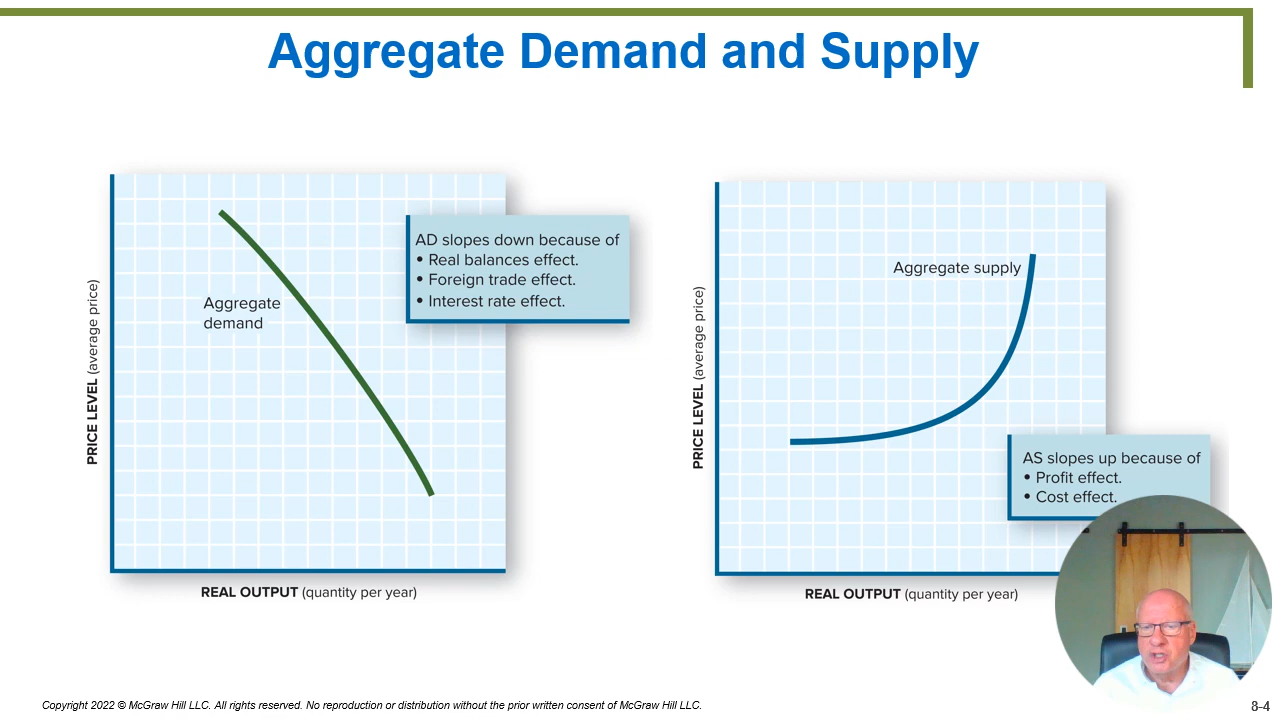 Aggregate Demand and Supply
PRICE LEVEL (average price)
Aggregate
demand
AD slopes down because of
• Real balances effect.
• Foreign trade effect.
• Interest rate effect.
REAL OUTPUT (quantity per year)
PRICE LEVEL (average price)
Aggregate supply
AS slopes up because of
• Profit effect.
• Cost effect.
REAL OUTPUT (quantity per year)
Copyright 2022 © McGraw Hill LLC. All rights reserved. No reproduction or distribution without the prior written consent of McGraw Hill LLC.
8-4